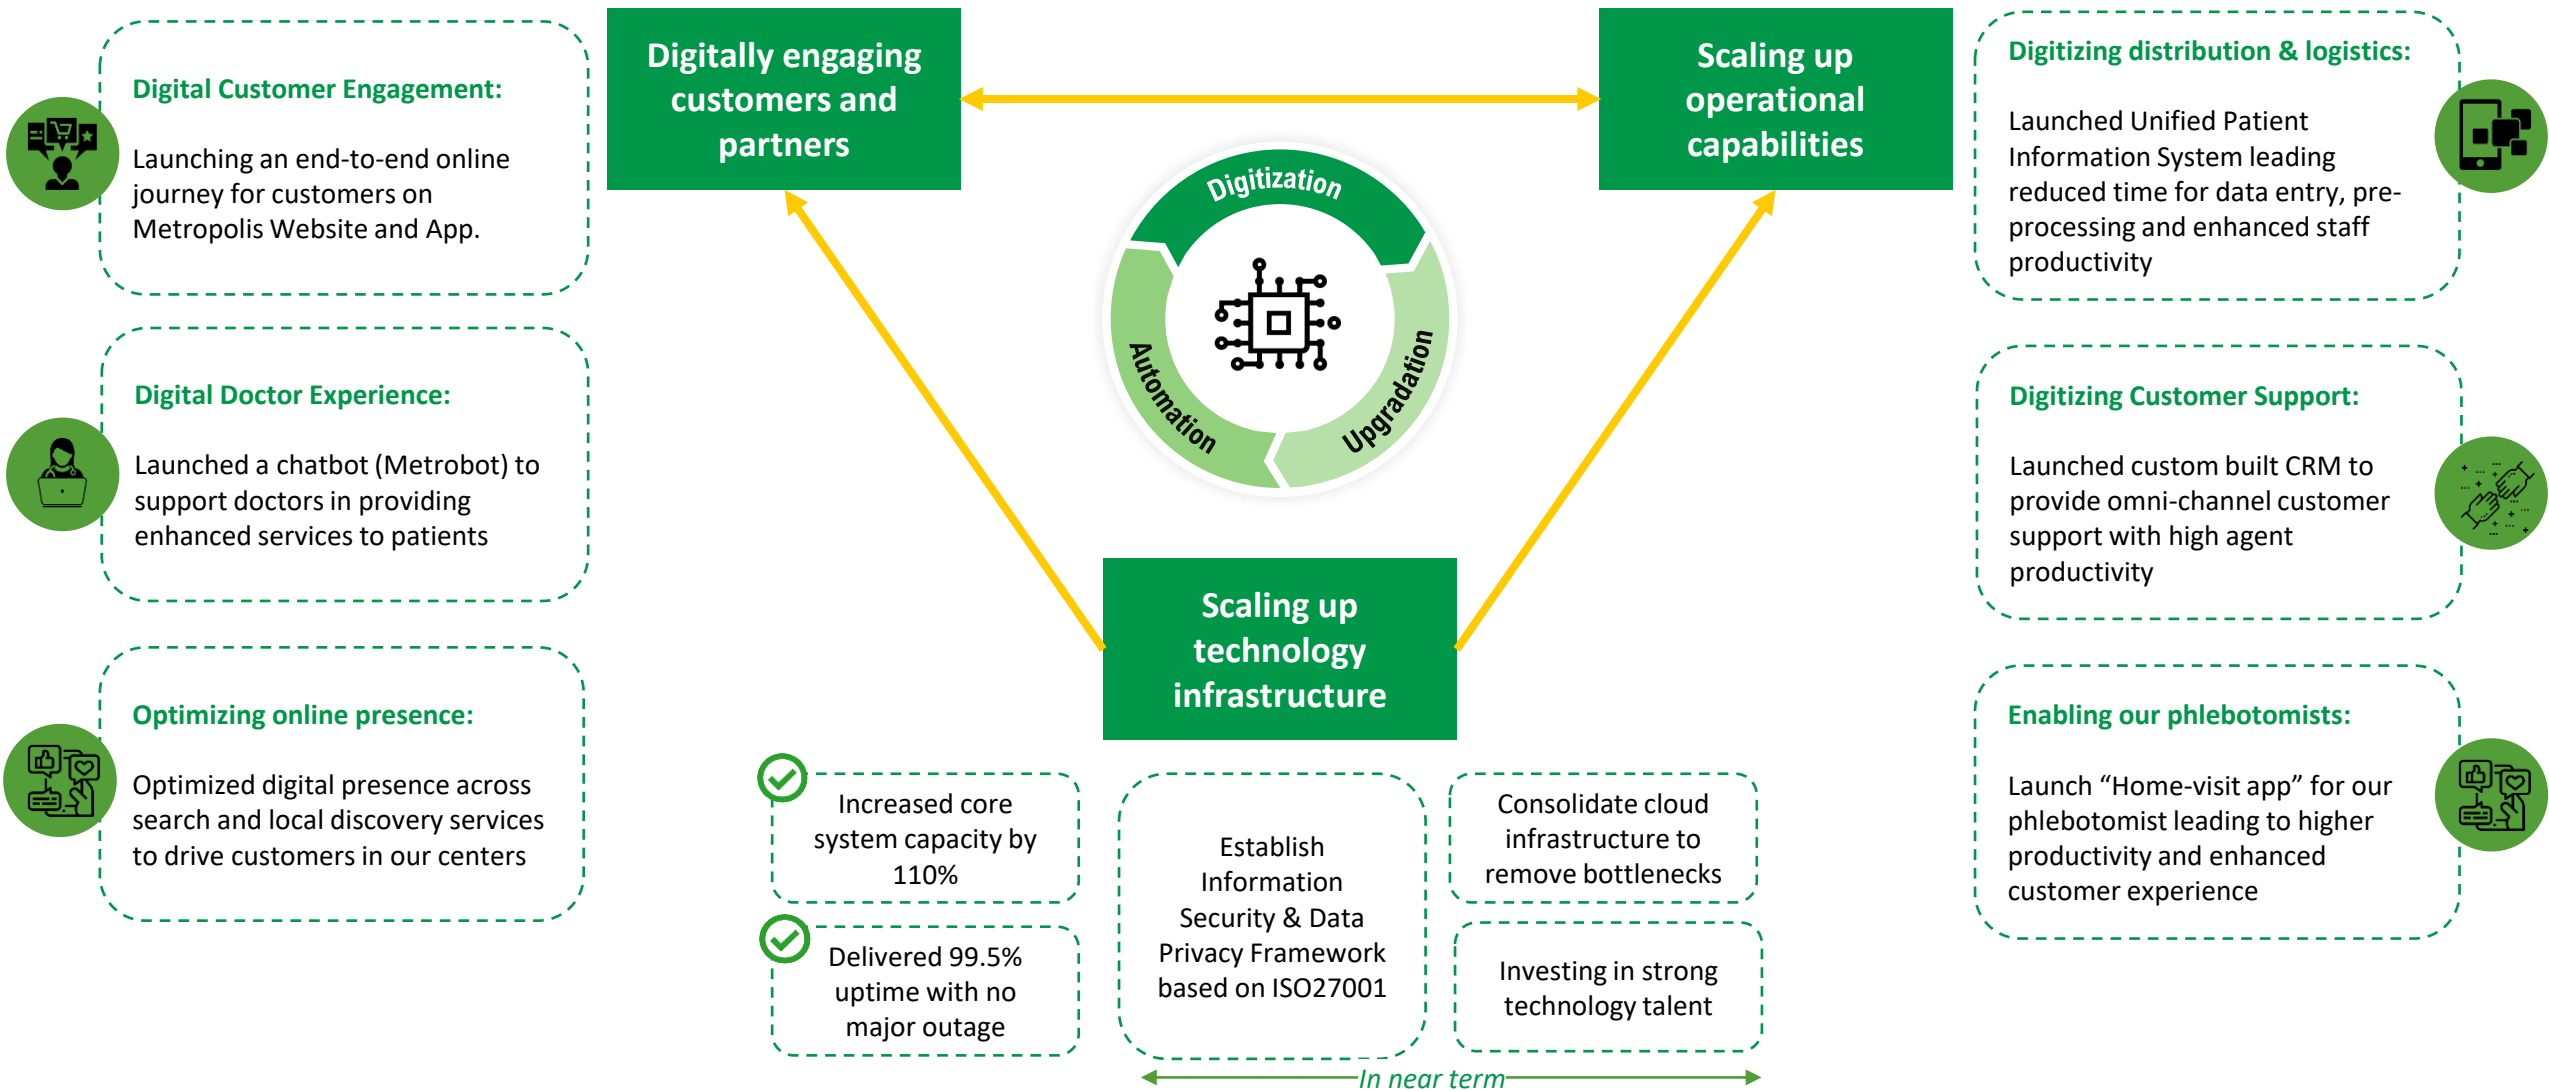 Digital Customer Engagement:
Launching an end-to-end online
journey for customers on
Metropolis Website and App.
Digital Doctor Experience:
Launched a chatbot (Metrobot) to
support doctors in providing
enhanced services to patients
Optimizing online presence:
Optimized digital presence across
search and local discovery services
to drive customers in our centers
Digitally engaging
customers and
partners
Scaling up
operational
capabilities
Digitization
Automation
Upgradation
Scaling up
technology
infrastructure
Increased core
system capacity by
110%
Delivered 99.5%
uptime with no
major outage
Establish
Information
Security & Data
Privacy Framework
based on ISO27001
Consolidate cloud
infrastructure to
remove bottlenecks
Investing in strong
technology talent
In near term
Digitizing distribution & logistics:
Launched Unified Patient
Information System leading
reduced time for data entry, pre-
processing and enhanced staff
productivity
Digitizing Customer Support:
Launched custom built CRM to
provide omni-channel customer
support with high agent
productivity
Enabling our phlebotomists:
Launch “Home-visit app” for our
phlebotomist leading to higher
productivity and enhanced
customer experience